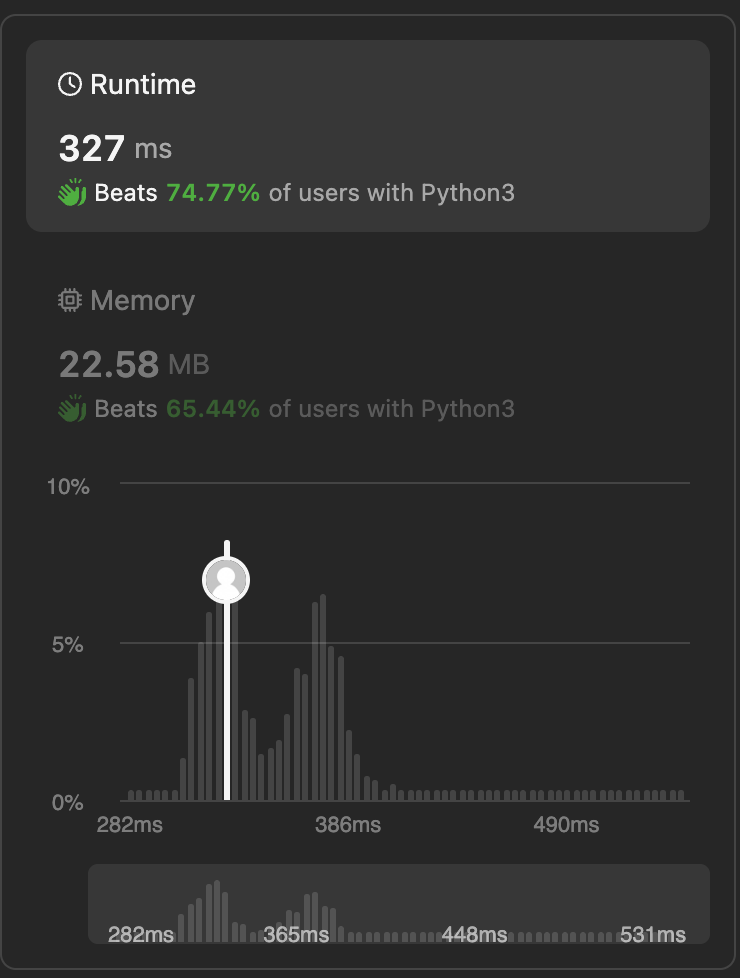 Runtime
327 ms
Beats 74.77% of users with Python3
Memory
22.58 MB
Beats 65.44% of users with Python3
10%
5%
0%
282ms 386ms 490ms
282ms 365ms 448ms 531ms